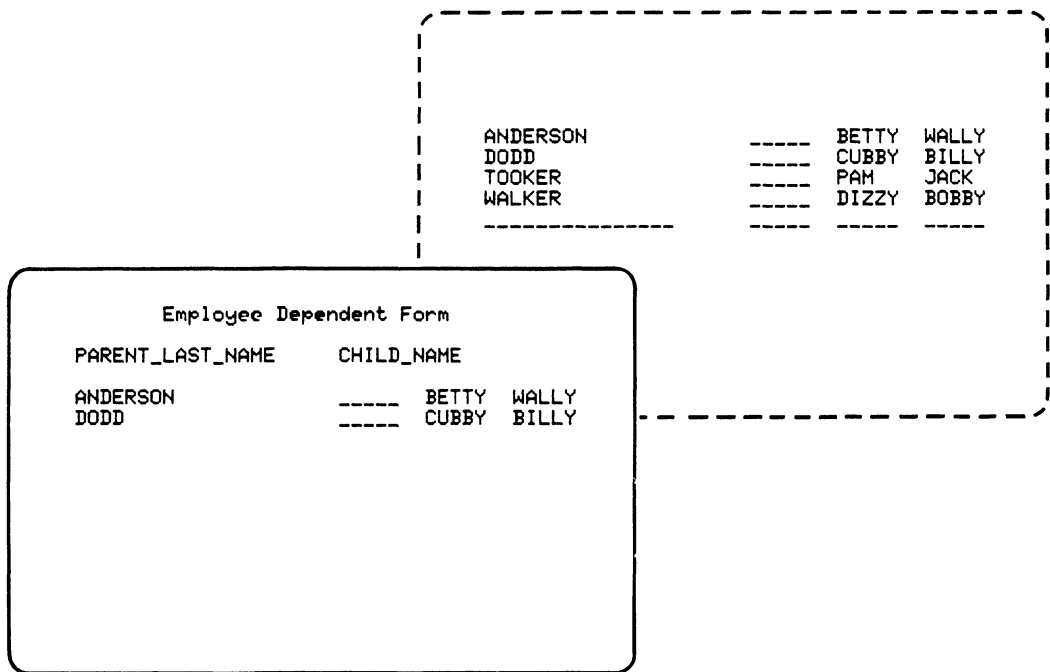 ANDERSON _____ BETTY WALLY
DODD _____ CUBBY BILLY
TOOKER _____ PAM JACK
WALKER _____ DIZZY BOBBY
________________ _____ _____ _____
Employee Dependent Form
PARENT_LAST_NAME CHILD_NAME
ANDERSON _____ BETTY WALLY
DODD _____ CUBBY BILLY